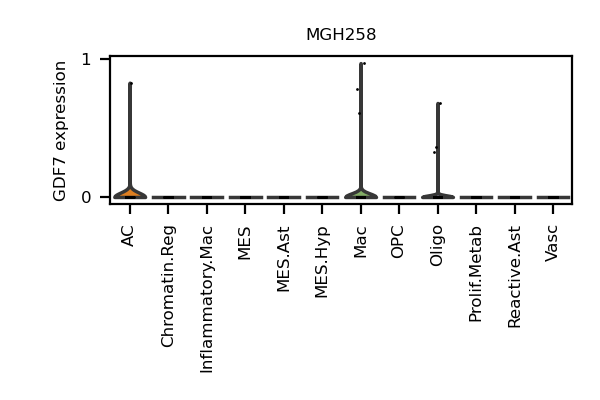 MGH258
GDF7 expression
1
0
AC
Chromatin.Reg
Inflammatory.Mac
MES
MES.Ast
MES.Hyp
Mac
OPC
Oligo
Prolif.Metab
Reactive.Ast
Vasc